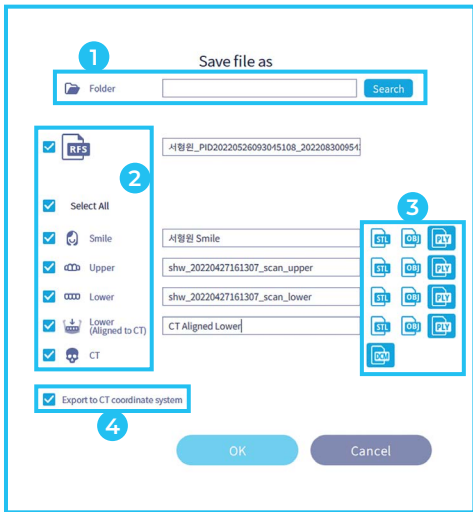 Save file as
1
Folder
Search
RFS
서형원_PID20220526093045108_202208300954
2
Select All
3
Smile
서형원 Smile
STL OBJ PLY
Upper
shw_20220427161307_scan_upper
STL OBJ PLY
Lower
shw_20220427161307_scan_lower
STL OBJ PLY
Lower
(Aligned to CT)
CT Aligned Lower
STL OBJ PLY
CT
DCM
Export to CT coordinate system
4
OK
Cancel